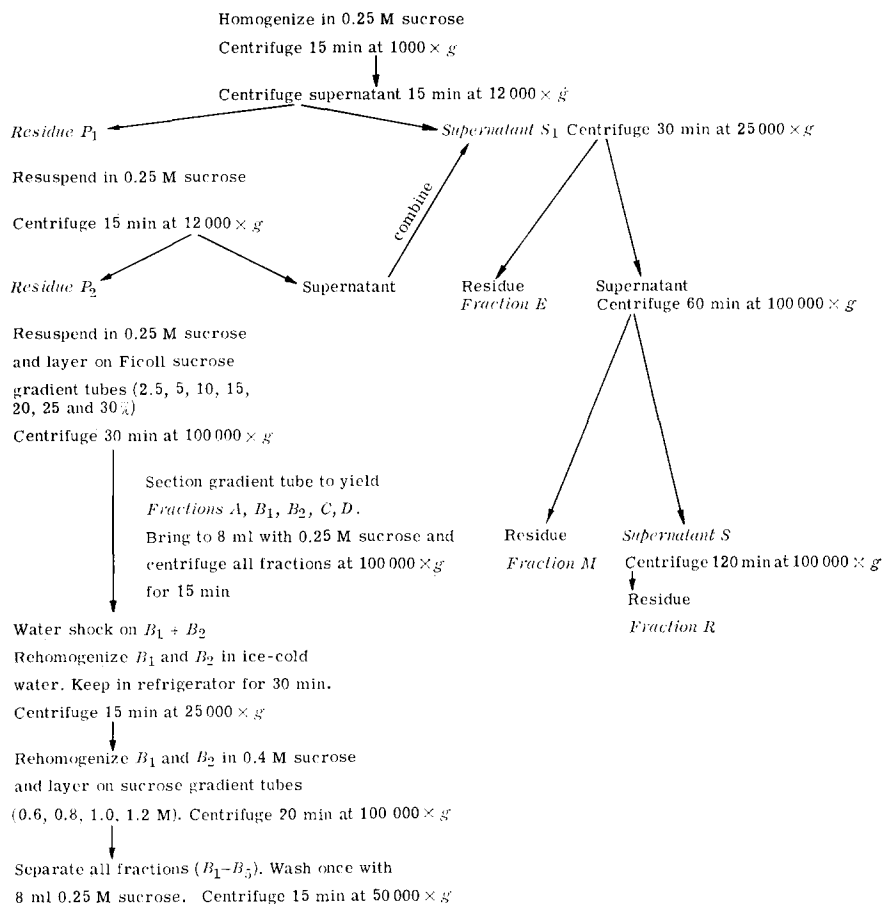 Homogenize in 0.25 M sucrose
Centrifuge 15 min at 1000 × g
Centrifuge supernatant 15 min at 12 000 × g
Residue P₁
Supernatant S₁ Centrifuge 30 min at 25 000 × g
Resuspend in 0.25 M sucrose
Centrifuge 15 min at 12 000 × g
combine
Residue P₂
Supernatant
Residue
Fraction E
Supernatant
Centrifuge 60 min at 100 000 × g
Resuspend in 0.25 M sucrose
and layer on Ficoll sucrose
gradient tubes (2.5, 5, 10, 15,
20, 25 and 30%)
Centrifuge 30 min at 100 000 × g
Section gradient tube to yield
Fractions A, B₁, B₂, C, D.
Bring to 8 ml with 0.25 M sucrose and
centrifuge all fractions at 100 000 × g
for 15 min
Residue
Fraction M
Supernatant S
Centrifuge 120 min at 100 000 × g
Residue
Fraction R
Water shock on B₁ + B₂
Rehomogenize B₁ and B₂ in ice-cold
water. Keep in refrigerator for 30 min.
Centrifuge 15 min at 25 000 × g
Rehomogenize B₁ and B₂ in 0.4 M sucrose
and layer on sucrose gradient tubes
(0.6, 0.8, 1.0, 1.2 M). Centrifuge 20 min at 100 000 × g
Separate all fractions (B₁–B₅). Wash once with
8 ml 0.25 M sucrose. Centrifuge 15 min at 50 000 × g